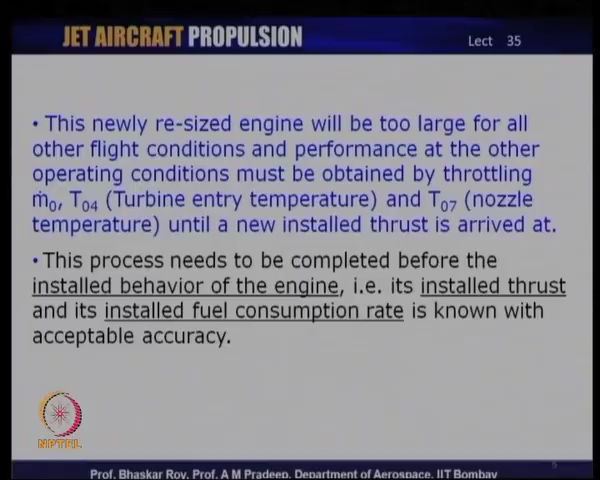 JET AIRCRAFT PROPULSION Lect 35
• This newly re-sized engine will be too large for all
other flight conditions and performance at the other
operating conditions must be obtained by throttling
ṁ₀, T₀₄ (Turbine entry temperature) and T₀₇ (nozzle
temperature) until a new installed thrust is arrived at.
• This process needs to be completed before the
installed behavior of the engine, i.e. its installed thrust
and its installed fuel consumption rate is known with
acceptable accuracy.
NPTEL
5
Prof. Bhaskar Roy, Prof. A M Pradeep, Department of Aerospace, IIT Bombay